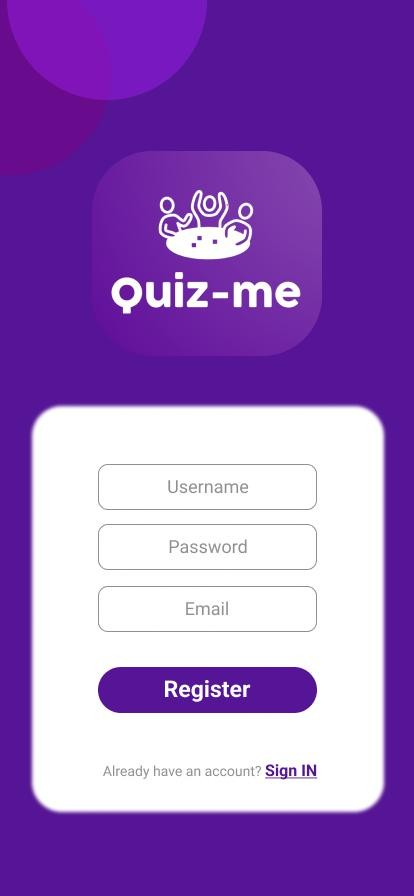 Quiz-me
Username
Password
Email
Register
Already have an account? Sign IN